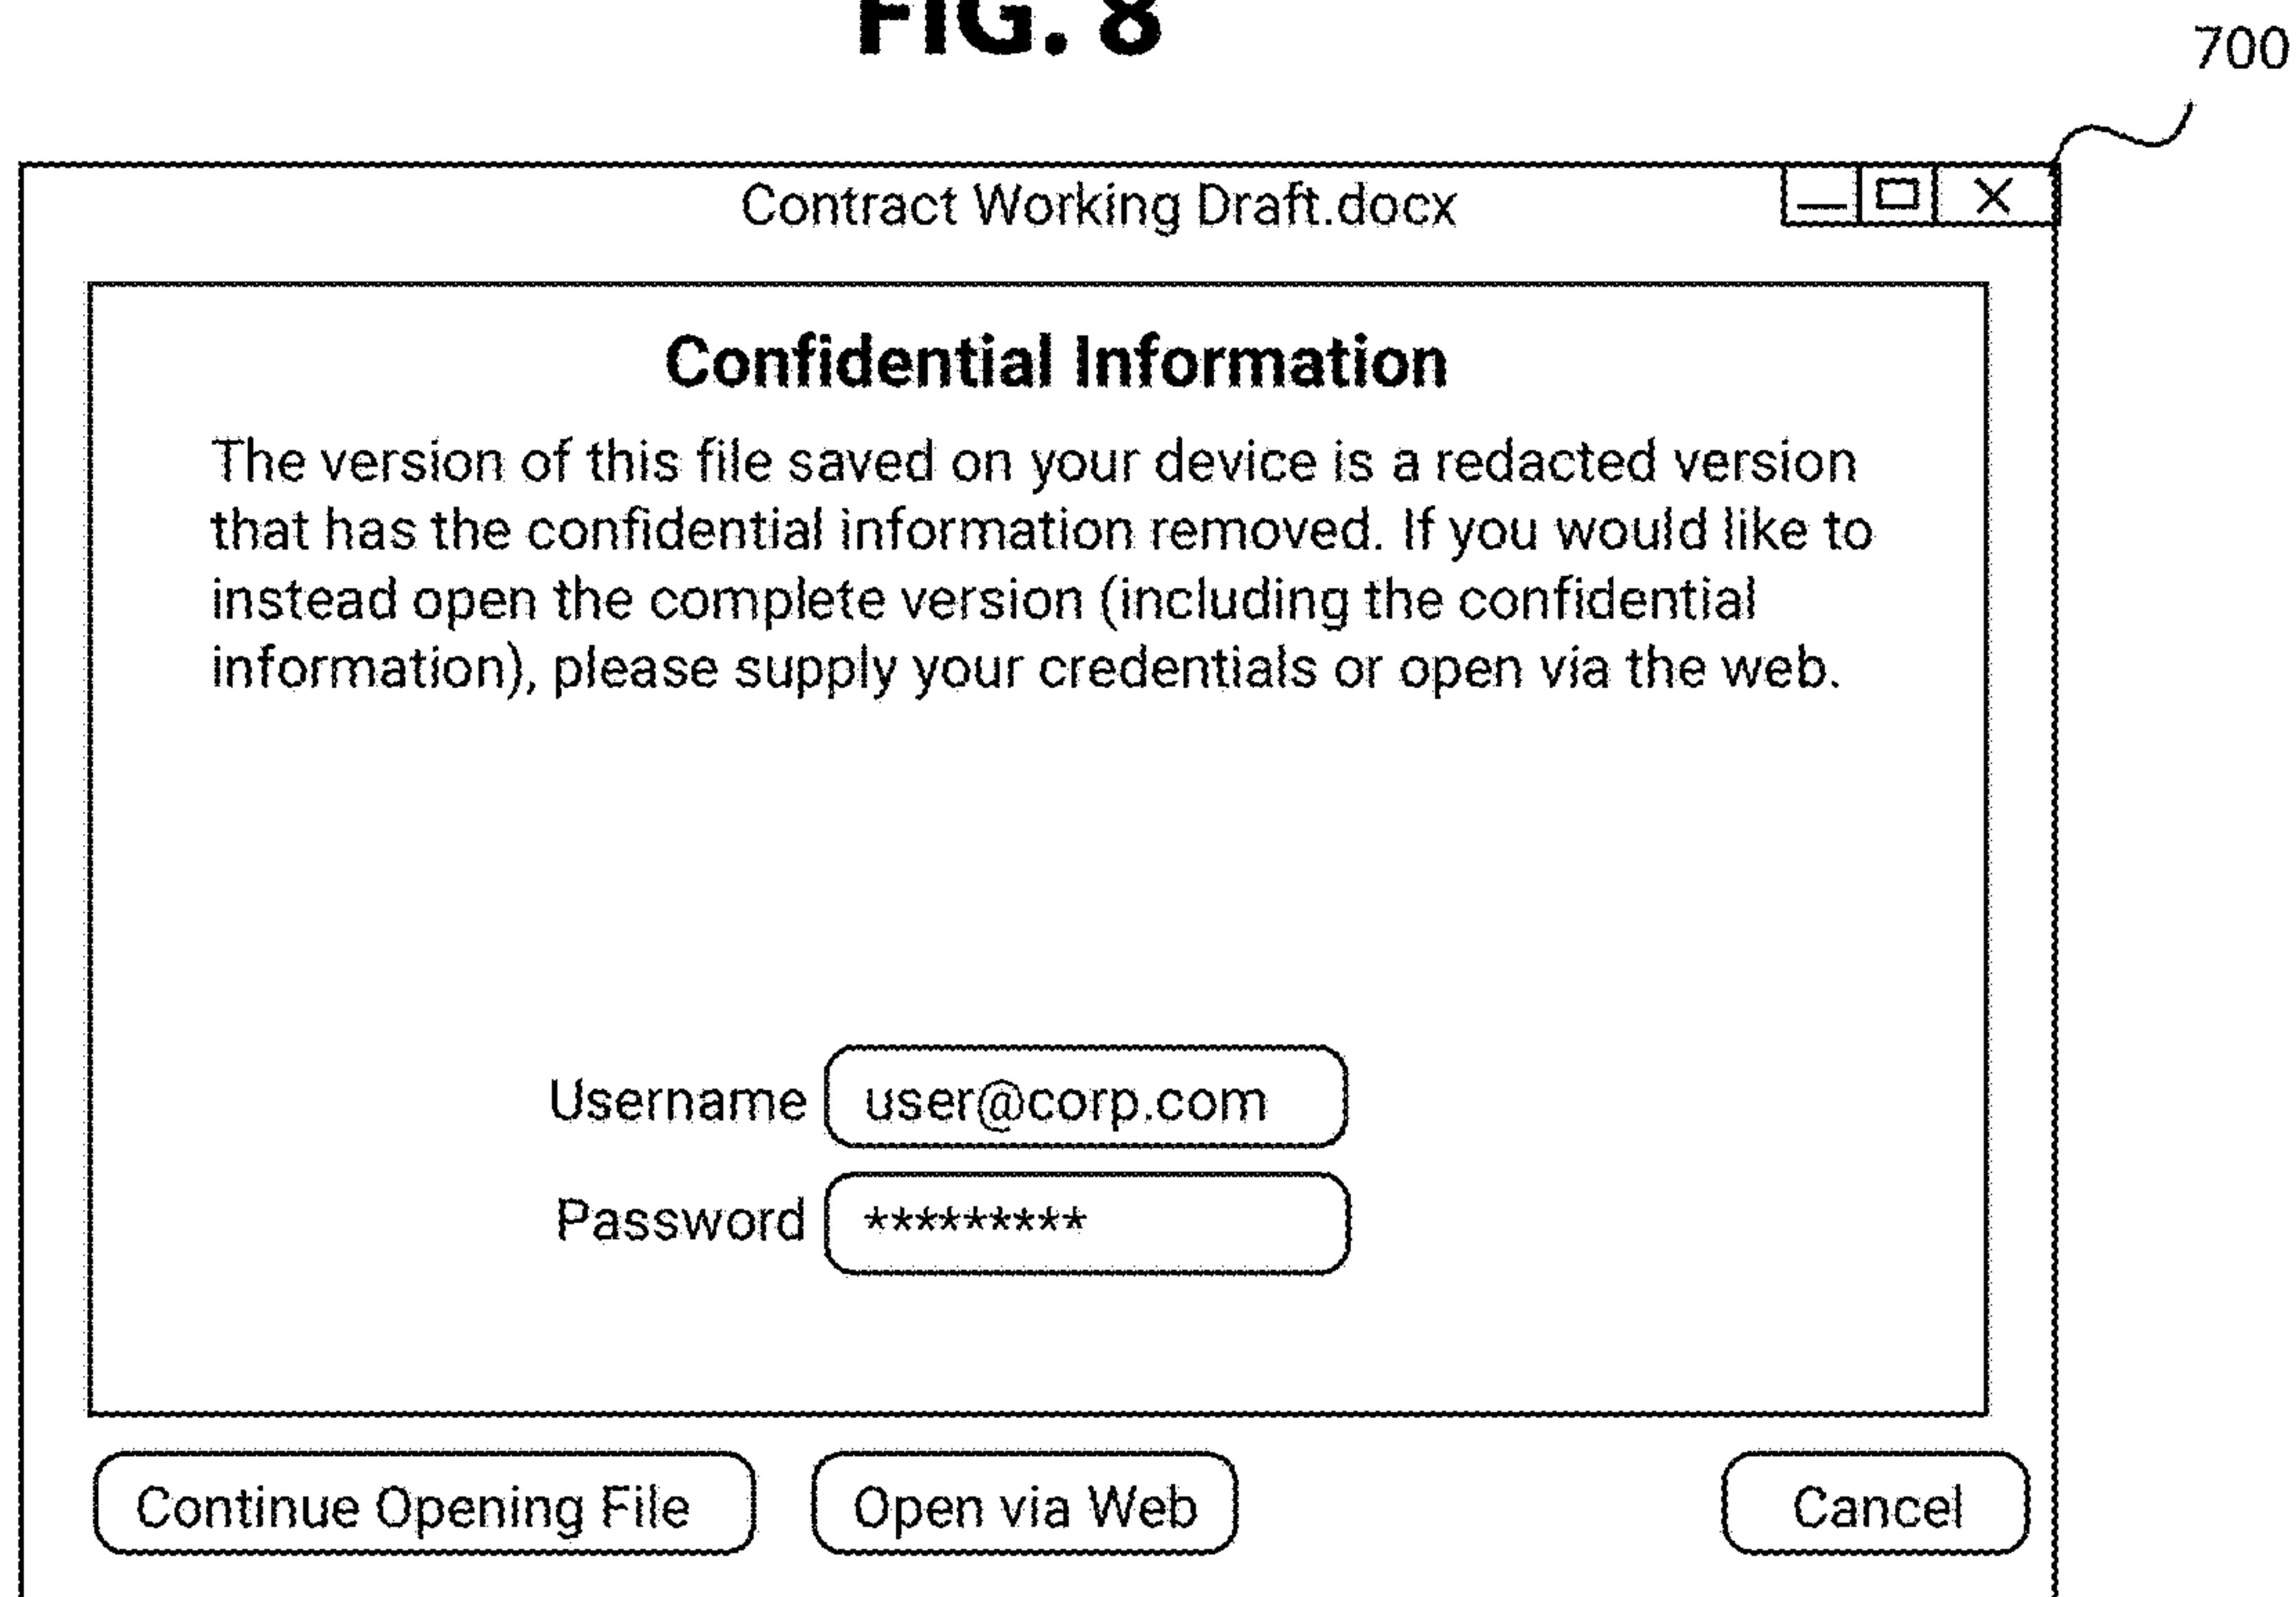 FIG. 8
700
Contract Working Draft.docx
Confidential Information
The version of this file saved on your device is a redacted version
that has the confidential information removed. If you would like to
instead open the complete version (including the confidential
information), please supply your credentials or open via the web.
Username user@corp.com
Password *********
Continue Opening File Open via Web Cancel